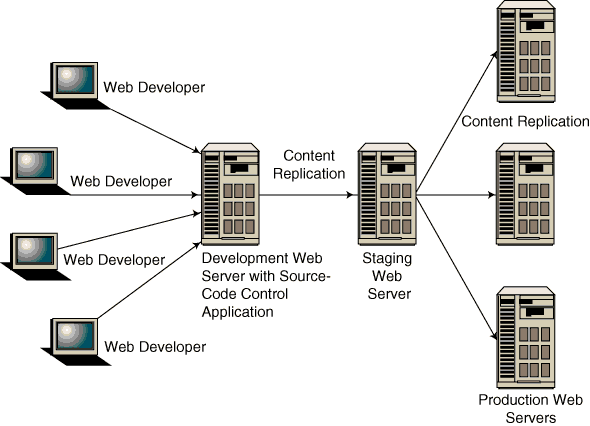 Web Developer
Web Developer
Web Developer
Web Developer
Development Web
Server with Source-
Code Control
Application
Content
Replication
Staging
Web
Server
Content Replication
Production Web
Servers